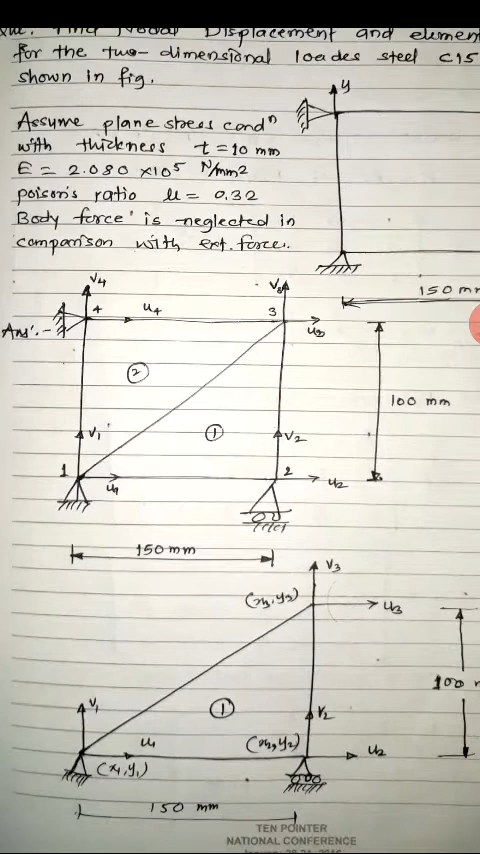 Find Nodal Displacement and element
for the two-dimensional loades steel
shown in fig.
Assume plane stress condⁿ
with thickness t = 10 mm
E = 2.080 ×10⁵ N/mm²
poison's ratio μ = 0.32
Body force is neglected in
comparison with ext. force.
y
150 mm
Ans.-
V4
4
u4
3
u3
②
①
100 mm
V1
V2
1
u1
2
u2
150 mm
V3
(x3, y3)
u3
V1
①
V2
100
u1
(x2, y2)
u2
(x1, y1)
150 mm
TEN POINTER
NATIONAL CONFERENCE